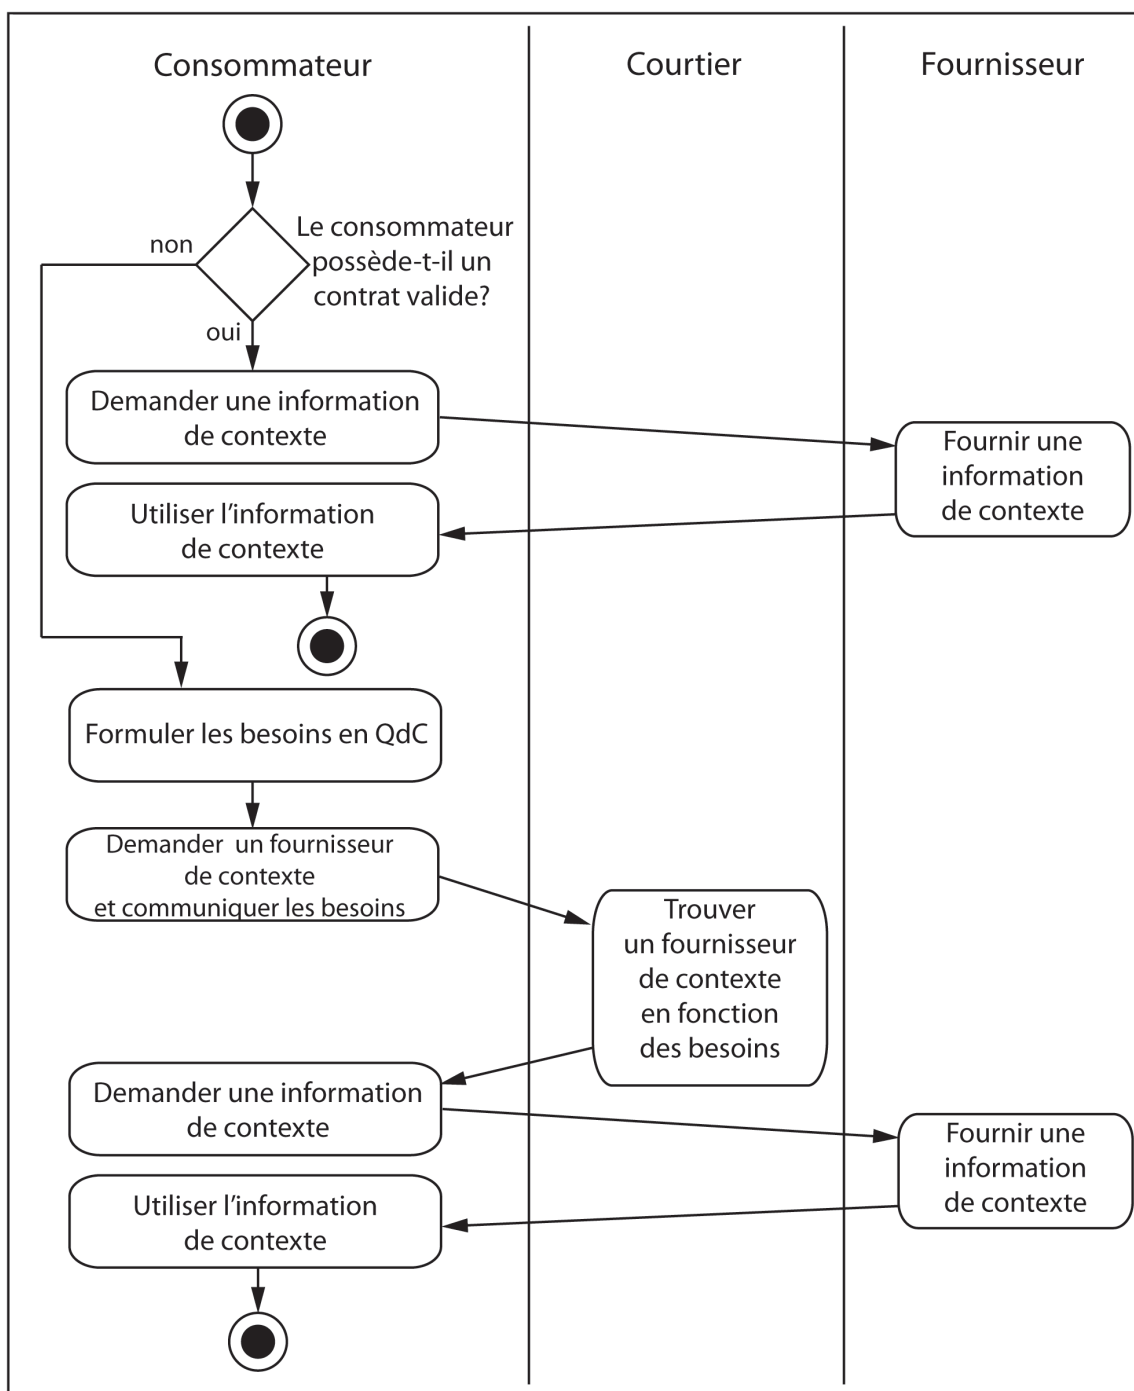 Consommateur
Courtier
Fournisseur
Le consommateur
possède-t-il un
contrat valide?
non
oui
Demander une information
de contexte
Fournir une
information
de contexte
Utiliser l'information
de contexte
Formuler les besoins en QdC
Demander un fournisseur
de contexte
et communiquer les besoins
Trouver
un fournisseur
de contexte
en fonction
des besoins
Demander une information
de contexte
Fournir une
information
de contexte
Utiliser l'information
de contexte